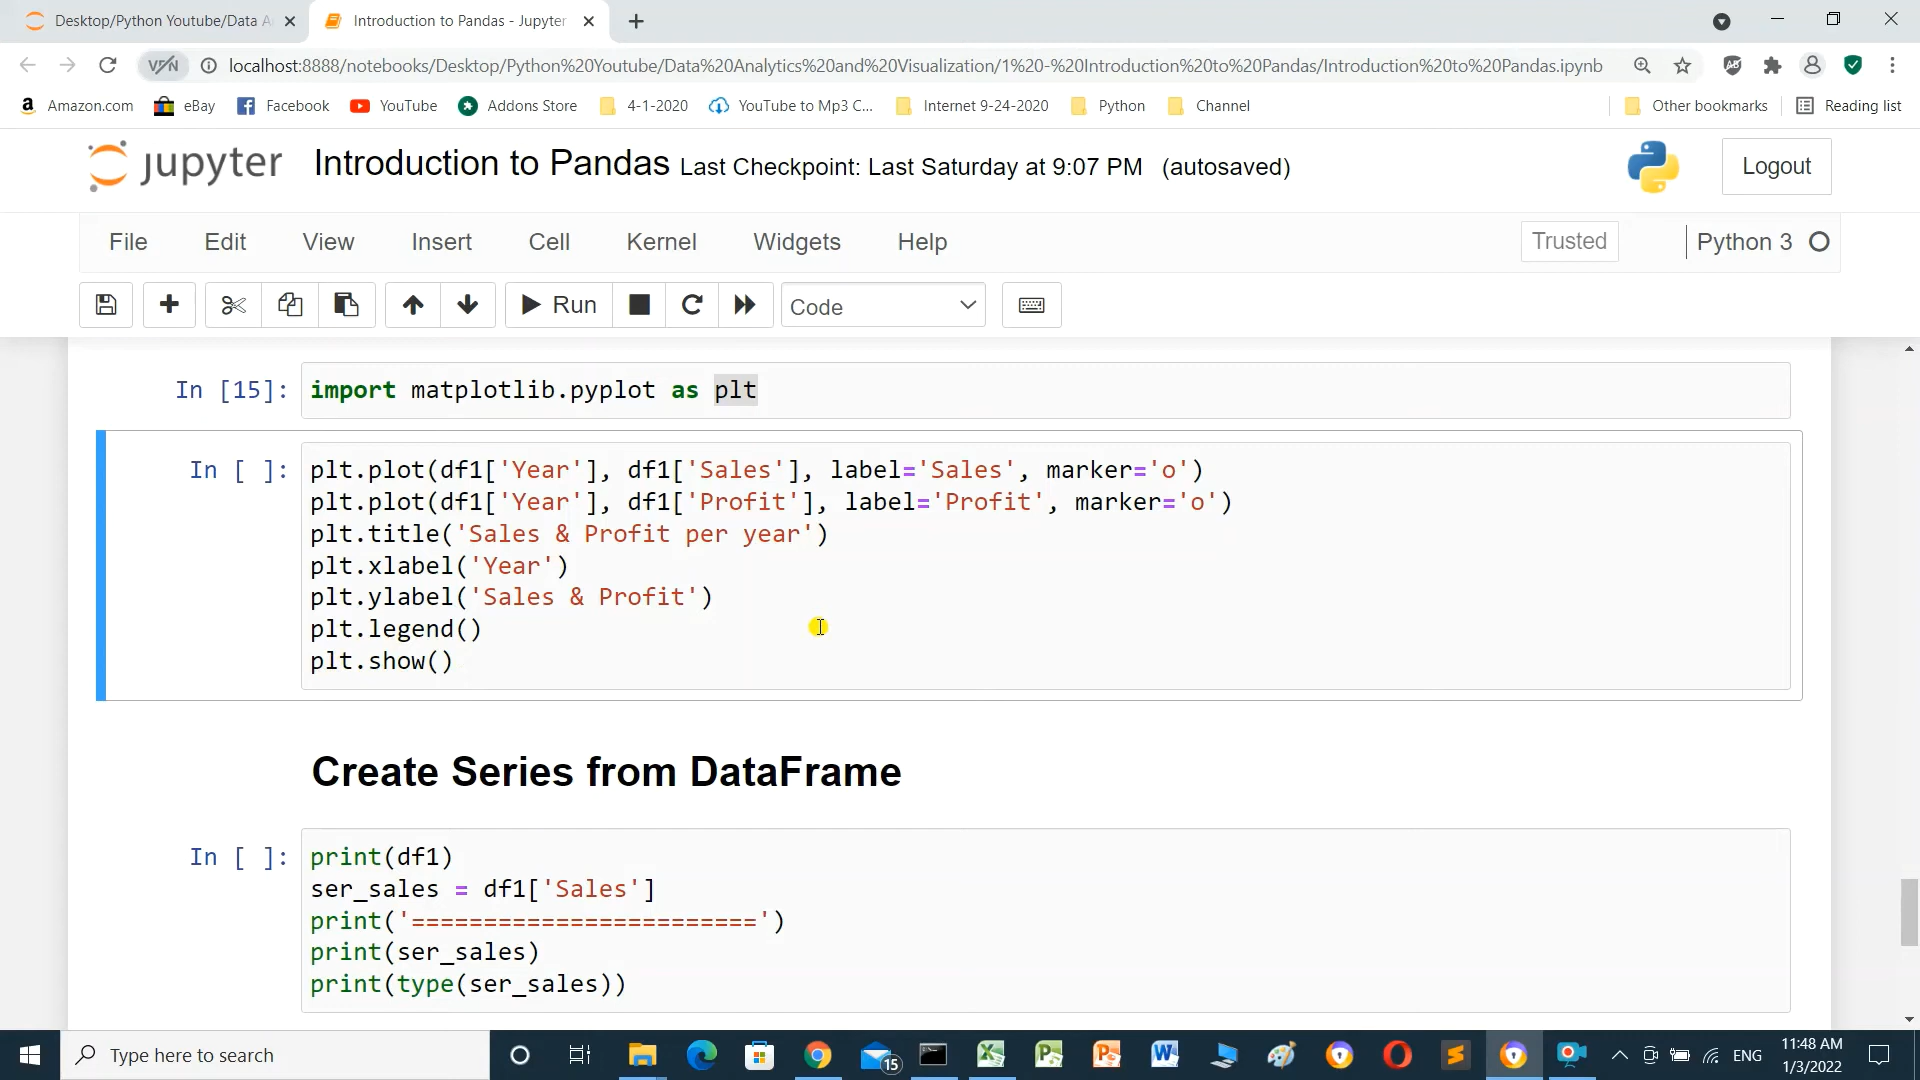 Desktop/Python Youtube/Data A
Introduction to Pandas - Jupyter
VPN
localhost:8888/notebooks/Desktop/Python%20Youtube/Data%20Analytics%20and%20Visualization/1%20-%20Introduction%20to%20Pandas/Introduction%20to%20Pandas.ipynb
Amazon.com eBay Facebook YouTube Addons Store 4-1-2020 YouTube to Mp3 C... Internet 9-24-2020 Python Channel Other bookmarks Reading list
jupyter Introduction to Pandas Last Checkpoint: Last Saturday at 9:07 PM (autosaved) Logout
File Edit View Insert Cell Kernel Widgets Help Trusted Python 3
Run Code
In [15]: import matplotlib.pyplot as plt
In [ ]: plt.plot(df1['Year'], df1['Sales'], label='Sales', marker='o')
plt.plot(df1['Year'], df1['Profit'], label='Profit', marker='o')
plt.title('Sales & Profit per year')
plt.xlabel('Year')
plt.ylabel('Sales & Profit')
plt.legend()
plt.show()
Create Series from DataFrame
In [ ]: print(df1)
ser_sales = df1['Sales']
print('========================')
print(ser_sales)
print(type(ser_sales))
Type here to search
15
ENG
11:48 AM
1/3/2022